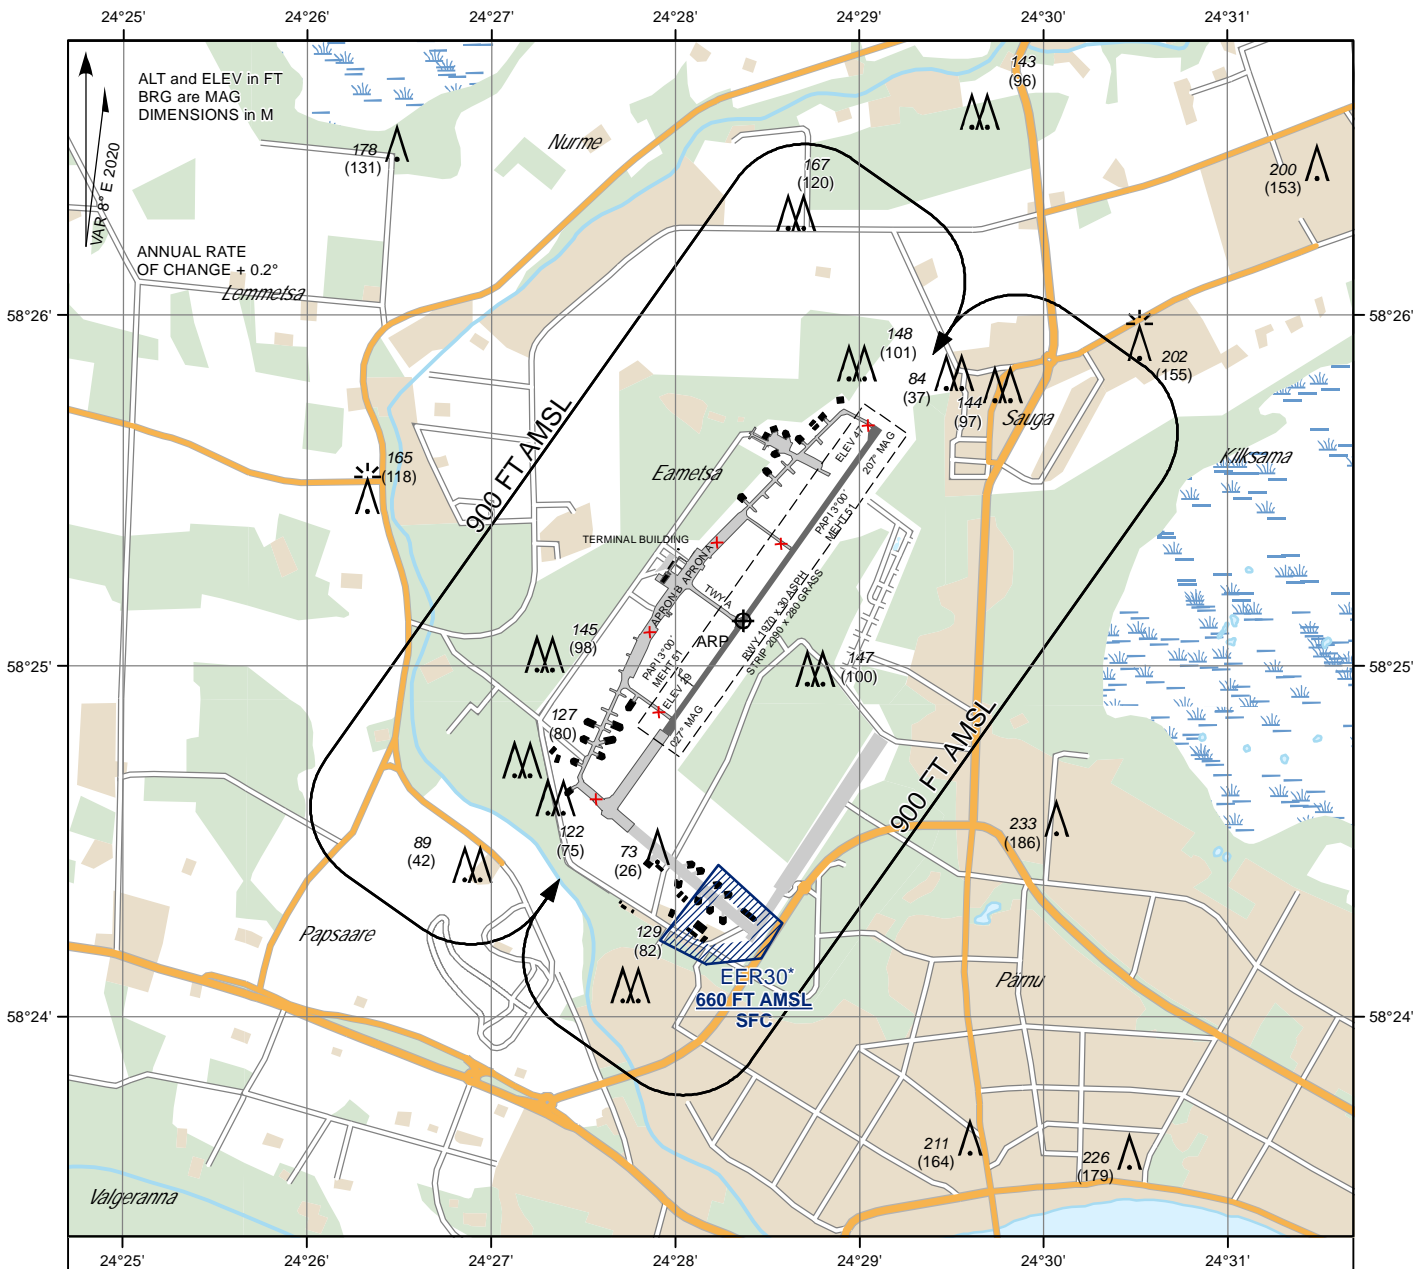 24°25'
24°26'
24°27'
24°28'
24°29'
24°30'
24°31'
ALT and ELEV in FT
BRG are MAG
DIMENSIONS in M
VAR 8° E 2020
ANNUAL RATE
OF CHANGE + 0.2°
143
(96)
Nurme
178
(131)
167
(120)
200
(153)
Lemmetsa
58°26'
58°26'
148
(101)
202
(155)
84
(37)
144
(97)
Sauga
900 FT AMSL
ELEV 47
207° MAG
Kilksama
165
(118)
Eametsa
PAPI 3°00'
MEHT 51
TERMINAL BUILDING
APRON A
APRON B
TWY A
RWY 1970 x 30 ASPH
STRIP 2090 x 280 GRASS
ARP
145
(98)
147
(100)
58°25'
58°25'
PAPI 3°00'
MEHT 51
ELEV 49
027° MAG
127
(80)
900 FT AMSL
122
(75)
233
(186)
89
(42)
73
(26)
Papsaare
129
(82)
EER30*
660 FT AMSL
SFC
Pärnu
58°24'
58°24'
211
(164)
226
(179)
Valgeranna
24°25'
24°26'
24°27'
24°28'
24°29'
24°30'
24°31'